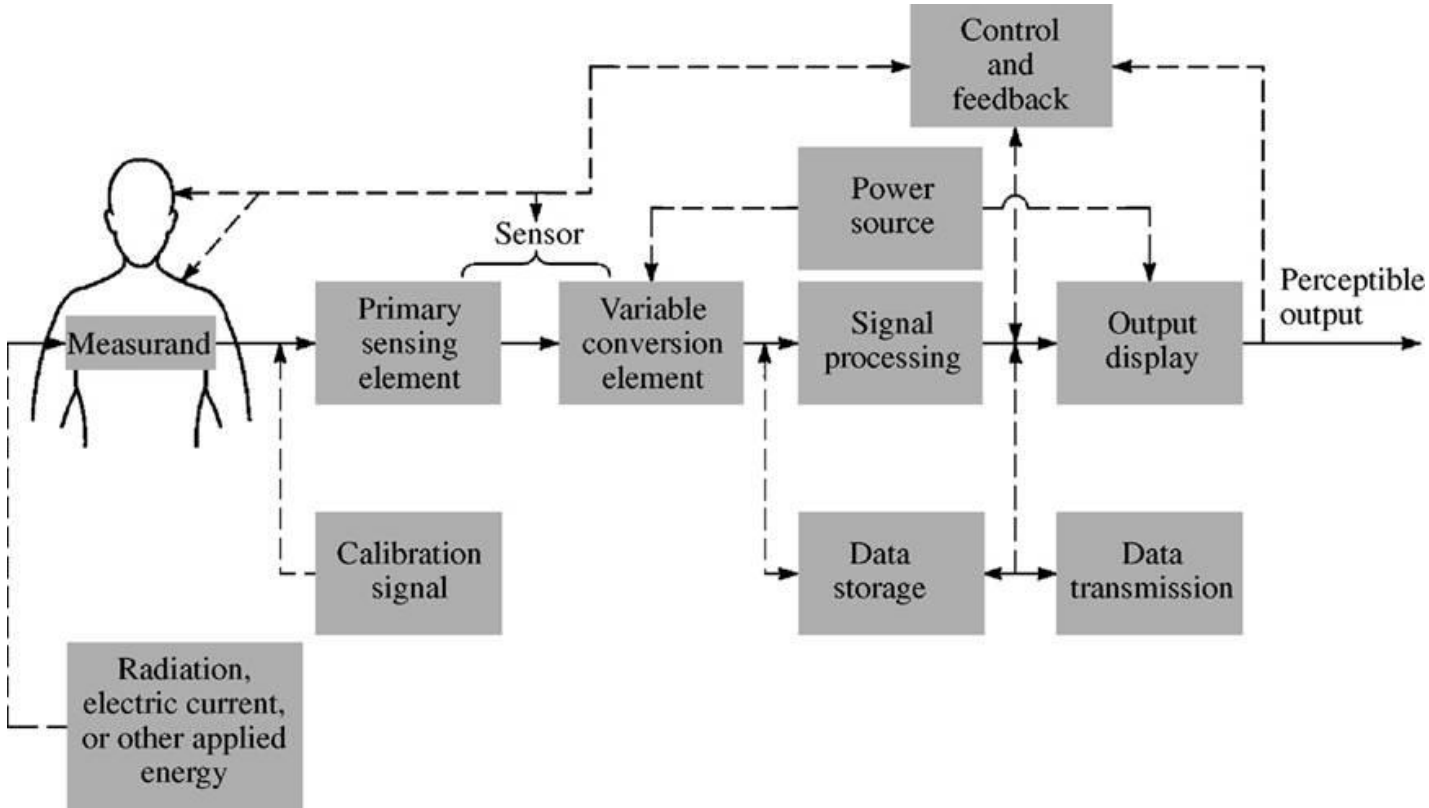 Control
and
feedback
Power
source
Sensor
Perceptible
output
Measurand
Primary
sensing
element
Variable
conversion
element
Signal
processing
Output
display
Calibration
signal
Data
storage
Data
transmission
Radiation,
electric current,
or other applied
energy